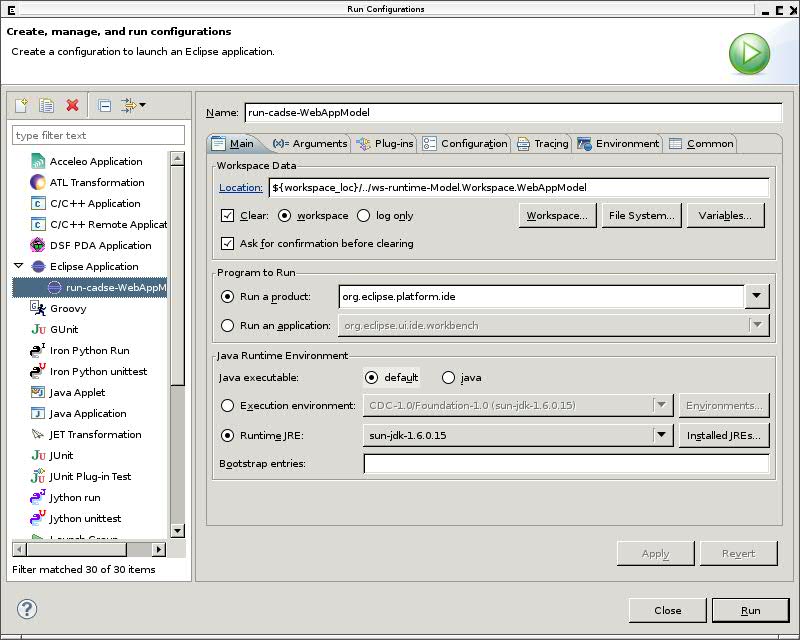 Run Configurations
Create, manage, and run configurations
Create a configuration to launch an Eclipse application.
type filter text
Acceleo Application
ATL Transformation
C/C++ Application
C/C++ Remote Applicat
DSF PDA Application
Eclipse Application
run-cadse-WebAppM
Groovy
GUnit
Iron Python Run
Iron Python unittest
Java Applet
Java Application
JET Transformation
JUnit
JUnit Plug-in Test
Jython run
Jython unittest
Launch Group
Filter matched 30 of 30 items
Name: run-cadse-WebAppModel
Main Arguments Plug-ins Configuration Tracing Environment Common
Workspace Data
Location: ${workspace_loc}/../ws-runtime-Model.Workspace.WebAppModel
Clear: workspace log only Workspace... File System... Variables...
Ask for confirmation before clearing
Program to Run
Run a product: org.eclipse.platform.ide
Run an application: org.eclipse.ui.ide.workbench
Java Runtime Environment
Java executable: default java
Execution environment: CDC-1.0/Foundation-1.0 (sun-jdk-1.6.0.15) Environments...
Runtime JRE: sun-jdk-1.6.0.15 Installed JREs...
Bootstrap entries:
Apply Revert
Close Run